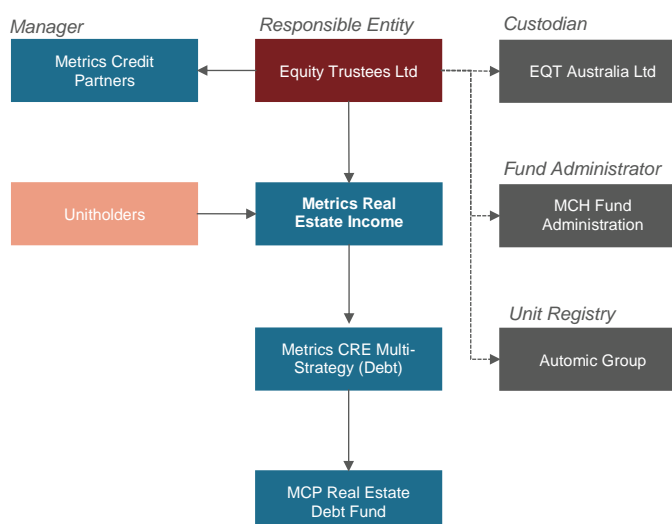 Manager
Responsible Entity
Custodian
Metrics Credit
Partners
Equity Trustees Ltd
EQT Australia Ltd
Fund Administrator
Unitholders
Metrics Real
Estate Income
MCH Fund
Administration
Unit Registry
Metrics CRE Multi-
Strategy (Debt)
Automic Group
MCP Real Estate
Debt Fund